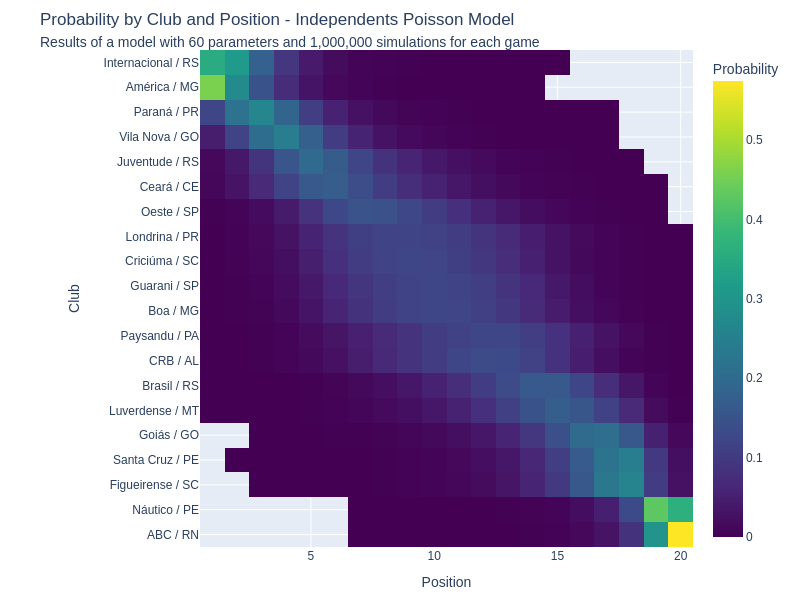 Probability by Club and Position - Independents Poisson Model
Results of a model with 60 parameters and 1,000,000 simulations for each game
Probability
Internacional / RS
América / MG
Paraná / PR
Vila Nova / GO
Juventude / RS
Ceará / CE
Oeste / SP
Londrina / PR
Criciúma / SC
Guarani / SP
Boa / MG
Paysandu / PA
CRB / AL
Brasil / RS
Luverdense / MT
Goiás / GO
Santa Cruz / PE
Figueirense / SC
Náutico / PE
ABC / RN
Club
5 10 15 20
Position
0.5
0.4
0.3
0.2
0.1
0